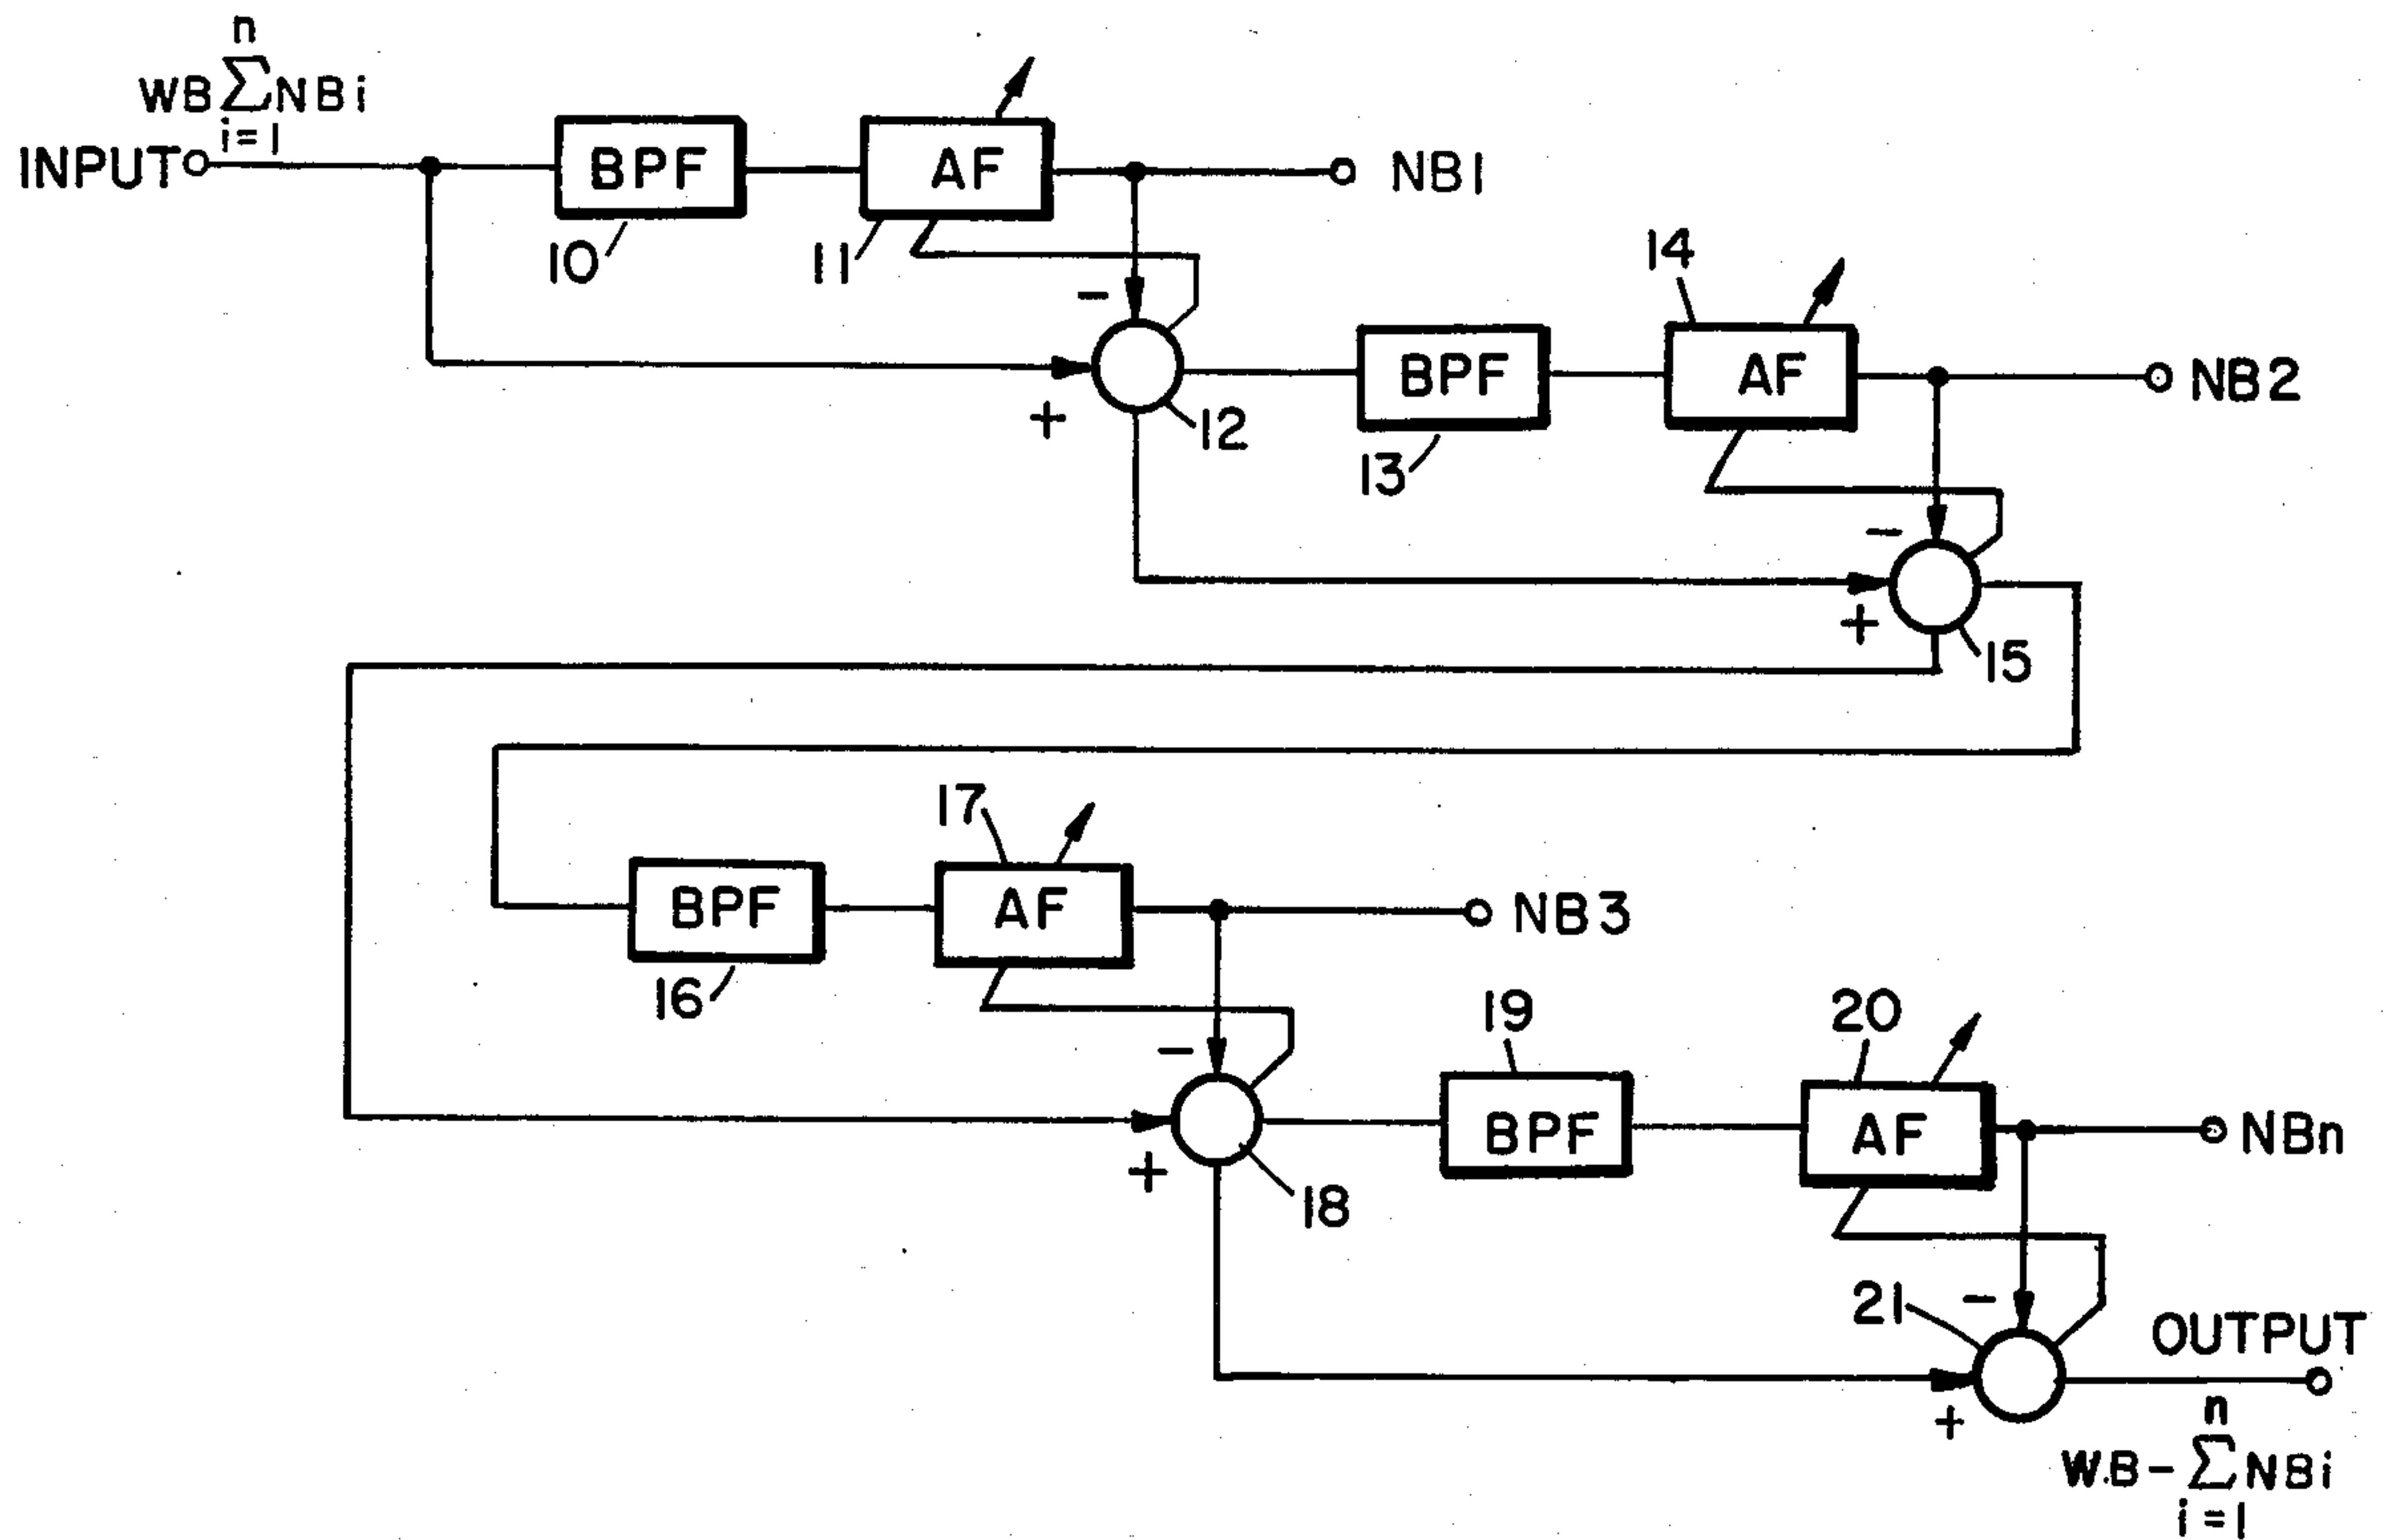 n
WB∑NBi
i=1
INPUT
BPF
AF
NB1
10
11
−
+
12
BPF
14
AF
NB2
13
−
+
15
BPF
17
AF
NB3
16
−
+
18
19
BPF
20
AF
NBn
21
−
+
OUTPUT
n
W.B−∑NBi
i=1